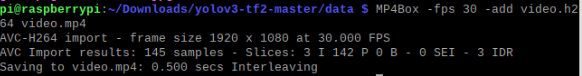 pi@raspberrypi:~/Downloads/yolov3-tf2-master/data $ MP4Box -fps 30 -add video.h2
64 video.mp4
AVC-H264 import - frame size 1920 x 1080 at 30.000 FPS
AVC Import results: 145 samples - Slices: 3 I 142 P 0 B - 0 SEI - 3 IDR
Saving to video.mp4: 0.500 secs Interleaving